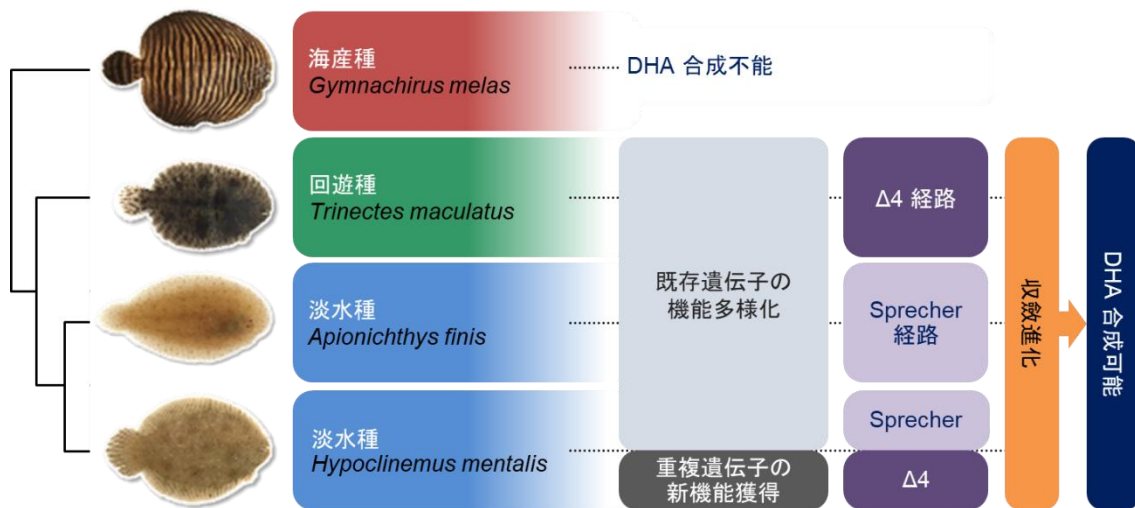 海産種
Gymnachirus melas
DHA 合成不能
回遊種
Trinectes maculatus
Δ4 経路
既存遺伝子の
機能多様化
淡水種
Apionichthys finis
Sprecher
経路
淡水種
Hypoclinemus mentalis
Sprecher
重複遺伝子の
新機能獲得
Δ4
収斂進化
DHA 合成可能